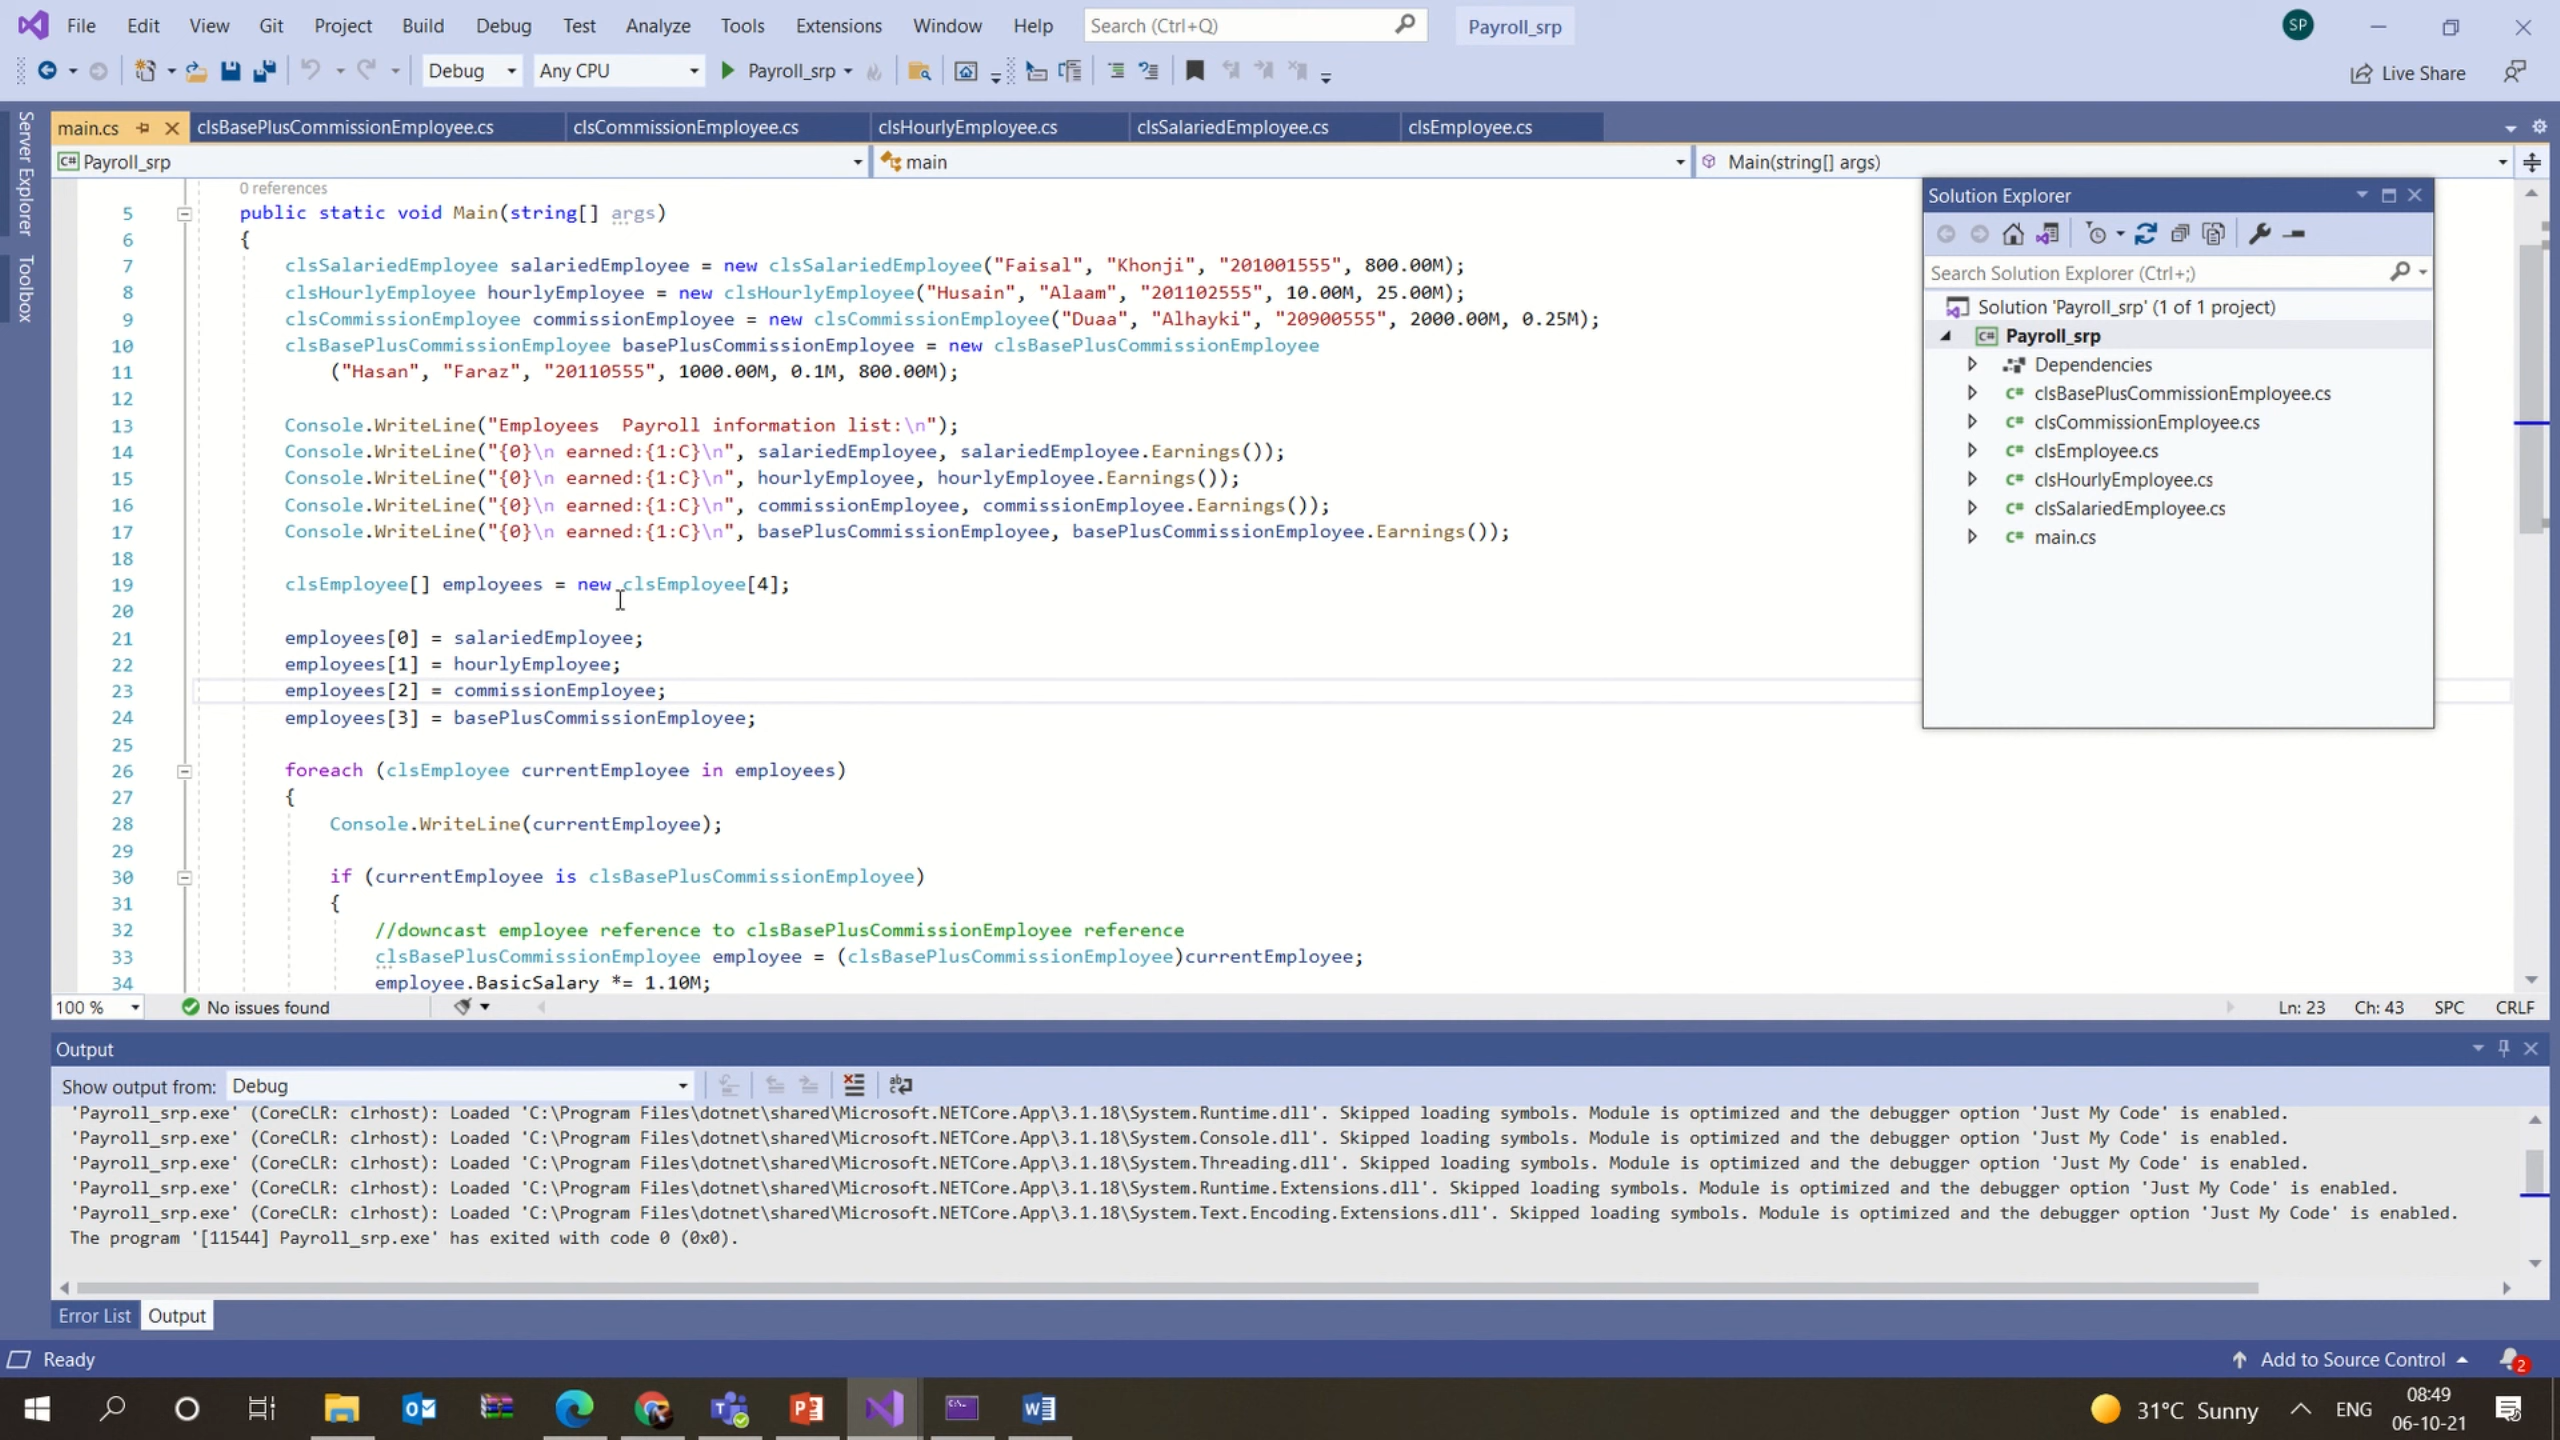 File Edit View Git Project Build Debug Test Analyze Tools Extensions Window Help Search (Ctrl+Q) Payroll_srp SP
Debug Any CPU Payroll_srp Live Share
Server Explorer
Toolbox
main.cs clsBasePlusCommissionEmployee.cs clsCommissionEmployee.cs clsHourlyEmployee.cs clsSalariedEmployee.cs clsEmployee.cs
C# Payroll_srp main Main(string[] args)
0 references
5 public static void Main(string[] args)
6 {
7 clsSalariedEmployee salariedEmployee = new clsSalariedEmployee("Faisal", "Khonji", "201001555", 800.00M);
8 clsHourlyEmployee hourlyEmployee = new clsHourlyEmployee("Husain", "Alaam", "201102555", 10.00M, 25.00M);
9 clsCommissionEmployee commissionEmployee = new clsCommissionEmployee("Duaa", "Alhayki", "20900555", 2000.00M, 0.25M);
10 clsBasePlusCommissionEmployee basePlusCommissionEmployee = new clsBasePlusCommissionEmployee
11 ("Hasan", "Faraz", "20110555", 1000.00M, 0.1M, 800.00M);
12
13 Console.WriteLine("Employees  Payroll information list:\n");
14 Console.WriteLine("{0}\n earned:{1:C}\n", salariedEmployee, salariedEmployee.Earnings());
15 Console.WriteLine("{0}\n earned:{1:C}\n", hourlyEmployee, hourlyEmployee.Earnings());
16 Console.WriteLine("{0}\n earned:{1:C}\n", commissionEmployee, commissionEmployee.Earnings());
17 Console.WriteLine("{0}\n earned:{1:C}\n", basePlusCommissionEmployee, basePlusCommissionEmployee.Earnings());
18
19 clsEmployee[] employees = new clsEmployee[4];
20
21 employees[0] = salariedEmployee;
22 employees[1] = hourlyEmployee;
23 employees[2] = commissionEmployee;
24 employees[3] = basePlusCommissionEmployee;
25
26 foreach (clsEmployee currentEmployee in employees)
27 {
28 Console.WriteLine(currentEmployee);
29
30 if (currentEmployee is clsBasePlusCommissionEmployee)
31 {
32 //downcast employee reference to clsBasePlusCommissionEmployee reference
33 clsBasePlusCommissionEmployee employee = (clsBasePlusCommissionEmployee)currentEmployee;
34 employee.BasicSalary *= 1.10M;
Solution Explorer
Search Solution Explorer (Ctrl+;)
Solution 'Payroll_srp' (1 of 1 project)
C# Payroll_srp
Dependencies
C# clsBasePlusCommissionEmployee.cs
C# clsCommissionEmployee.cs
C# clsEmployee.cs
C# clsHourlyEmployee.cs
C# clsSalariedEmployee.cs
C# main.cs
100 % No issues found Ln: 23 Ch: 43 SPC CRLF
Output
Show output from: Debug
'Payroll_srp.exe' (CoreCLR: clrhost): Loaded 'C:\Program Files\dotnet\shared\Microsoft.NETCore.App\3.1.18\System.Runtime.dll'. Skipped loading symbols. Module is optimized and the debugger option 'Just My Code' is enabled.
'Payroll_srp.exe' (CoreCLR: clrhost): Loaded 'C:\Program Files\dotnet\shared\Microsoft.NETCore.App\3.1.18\System.Console.dll'. Skipped loading symbols. Module is optimized and the debugger option 'Just My Code' is enabled.
'Payroll_srp.exe' (CoreCLR: clrhost): Loaded 'C:\Program Files\dotnet\shared\Microsoft.NETCore.App\3.1.18\System.Threading.dll'. Skipped loading symbols. Module is optimized and the debugger option 'Just My Code' is enabled.
'Payroll_srp.exe' (CoreCLR: clrhost): Loaded 'C:\Program Files\dotnet\shared\Microsoft.NETCore.App\3.1.18\System.Runtime.Extensions.dll'. Skipped loading symbols. Module is optimized and the debugger option 'Just My Code' is enabled.
'Payroll_srp.exe' (CoreCLR: clrhost): Loaded 'C:\Program Files\dotnet\shared\Microsoft.NETCore.App\3.1.18\System.Text.Encoding.Extensions.dll'. Skipped loading symbols. Module is optimized and the debugger option 'Just My Code' is enabled.
The program '[11544] Payroll_srp.exe' has exited with code 0 (0x0).
Error List Output
Ready Add to Source Control 2
31°C Sunny ENG 08:49
06-10-21